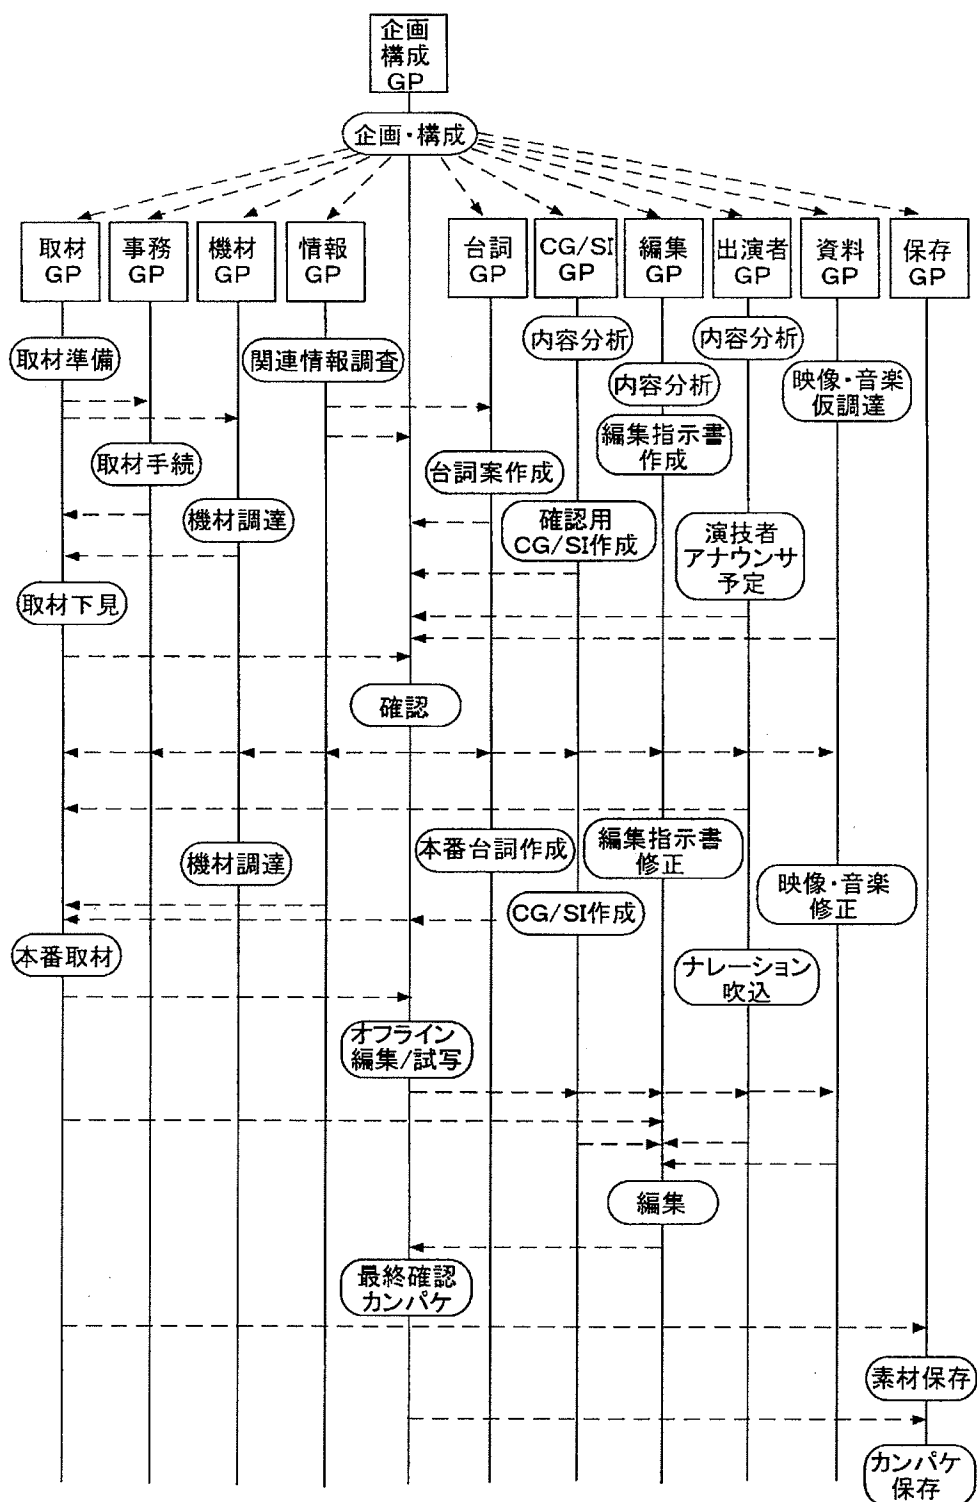 企画
構成
GP
企画・構成
取材
GP
事務
GP
機材
GP
情報
GP
台詞
GP
CG/SI
GP
編集
GP
出演者
GP
資料
GP
保存
GP
取材準備
関連情報調査
内容分析
内容分析
内容分析
映像・音楽
仮調達
編集指示書
作成
取材手続
台詞案作成
機材調達
確認用
CG/SI作成
演技者
アナウンサ
予定
取材下見
確認
機材調達
本番台詞作成
編集指示書
修正
映像・音楽
修正
CG/SI作成
本番取材
ナレーション
吹込
オフライン
編集/試写
編集
最終確認
カンパケ
素材保存
カンパケ
保存